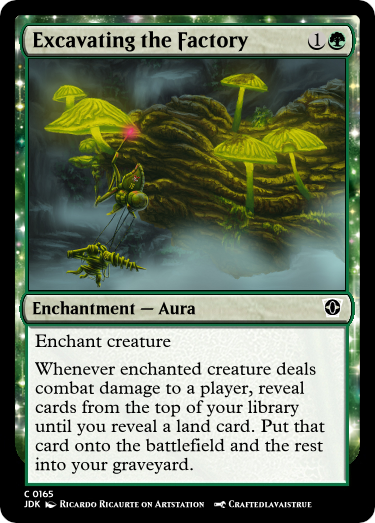 Excavating the Factory 1
Enchantment — Aura
Enchant creature
Whenever enchanted creature deals
combat damage to a player, reveal
cards from the top of your library
until you reveal a land card. Put that
card onto the battlefield and the rest
into your graveyard.
C 0165
JDK Ricardo Ricaurte on Artstation Craftedlavaistrue